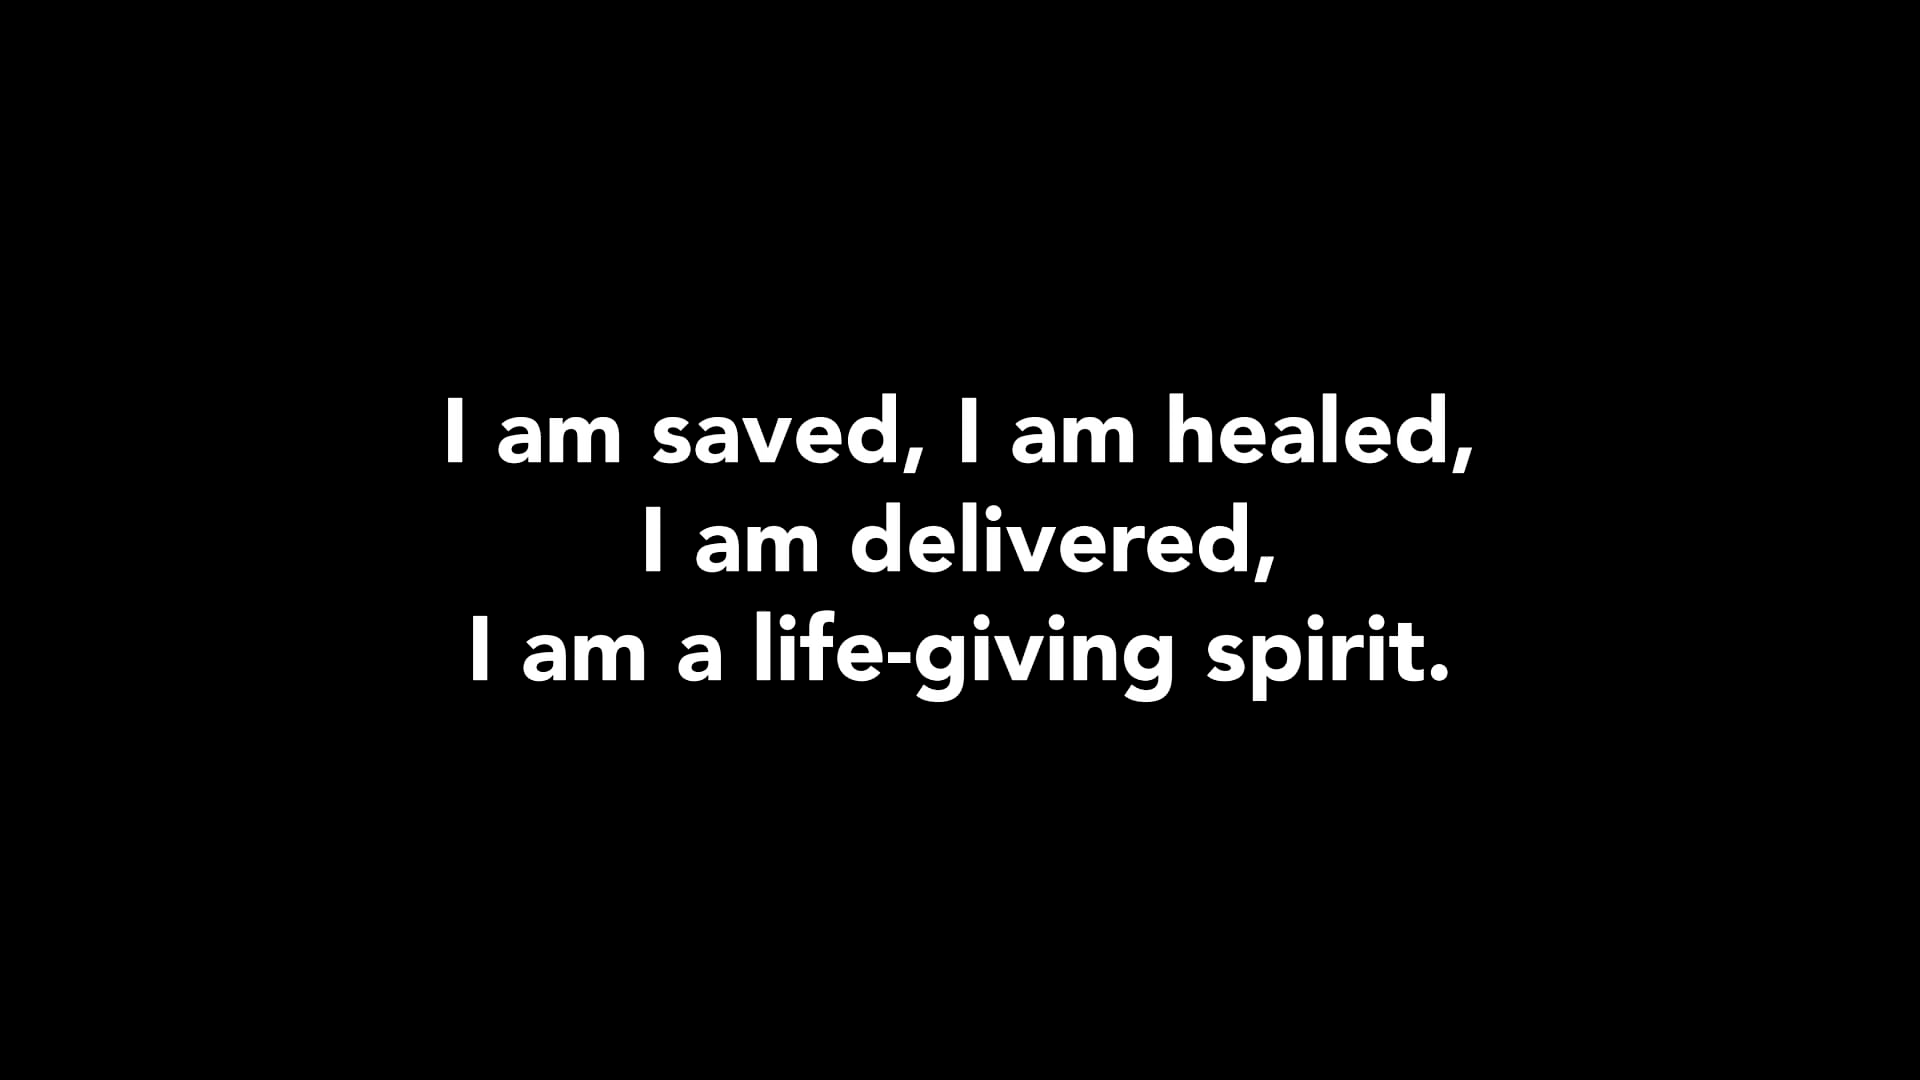 I am saved, I am healed,
I am delivered,
I am a life-giving spirit.